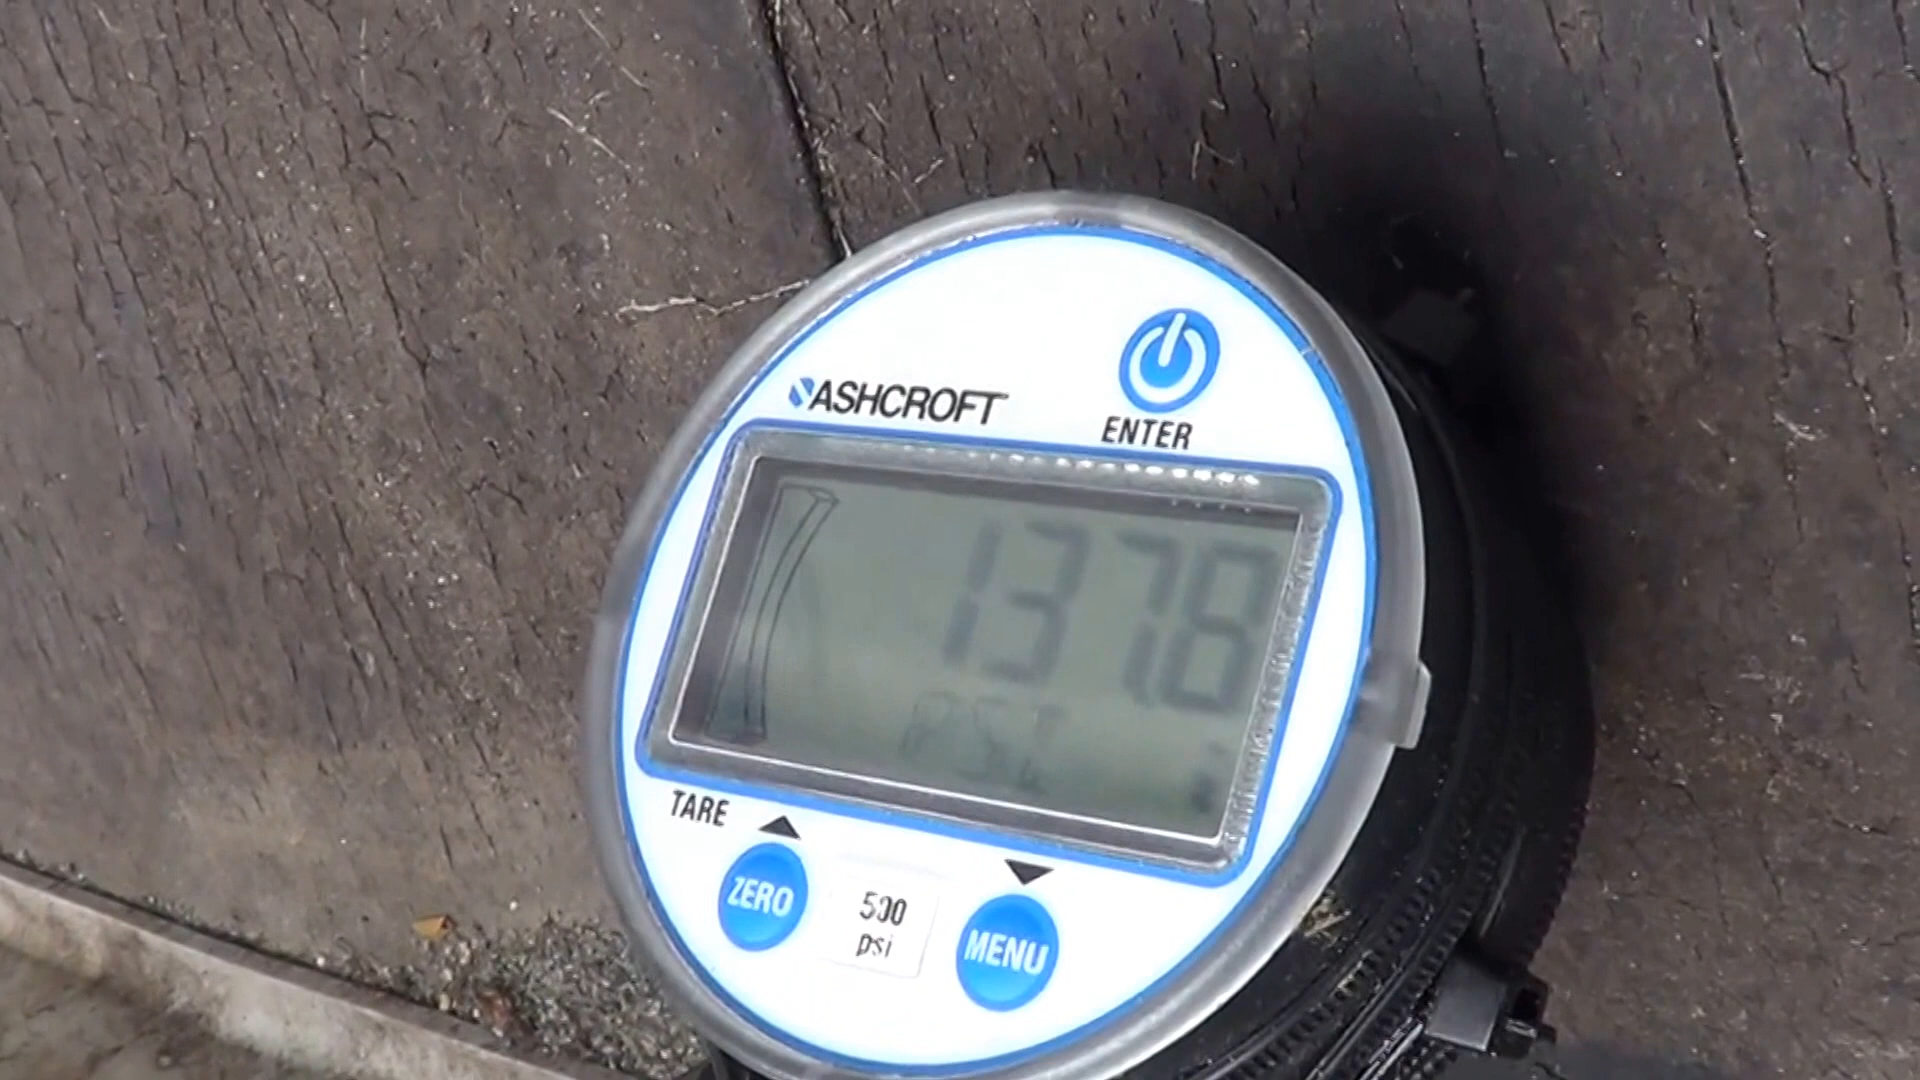 ASHCROFT
ENTER
137.8
PSI
TARE
ZERO
500
psi
MENU